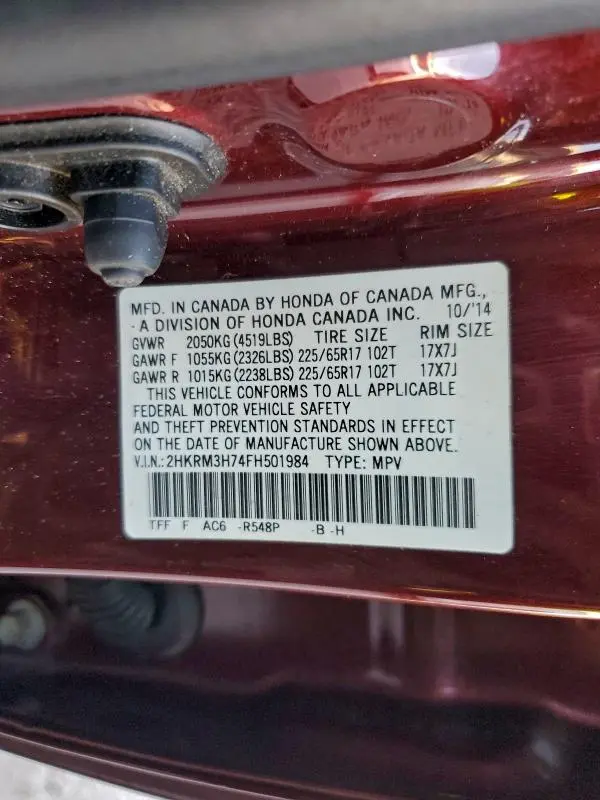 MFD. IN CANADA BY HONDA OF CANADA MFG.,
- A DIVISION OF HONDA CANADA INC. 10/'14
GVWR 2050KG (4519LBS) TIRE SIZE RIM SIZE
GAWR F 1055KG (2326LBS) 225/65R17 102T 17X7J
GAWR R 1015KG (2238LBS) 225/65R17 102T 17X7J
THIS VEHICLE CONFORMS TO ALL APPLICABLE
FEDERAL MOTOR VEHICLE SAFETY
AND THEFT PREVENTION STANDARDS IN EFFECT
ON THE DATE OF MANUFACTURE SHOWN ABOVE.
V.I.N.: 2HKRM3H74FH501984 TYPE: MPV
TFF F AC6 -R548P -B -H